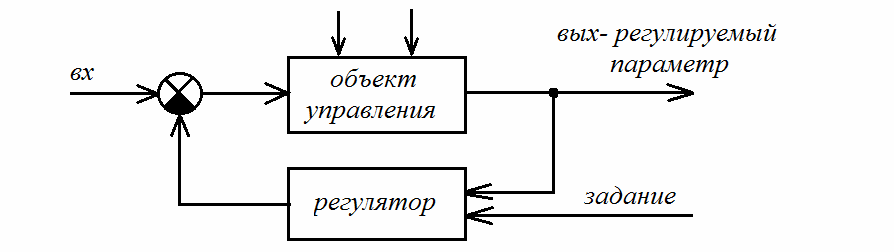 вых- регулируемый
параметр
вх
объект
управления
регулятор
задание